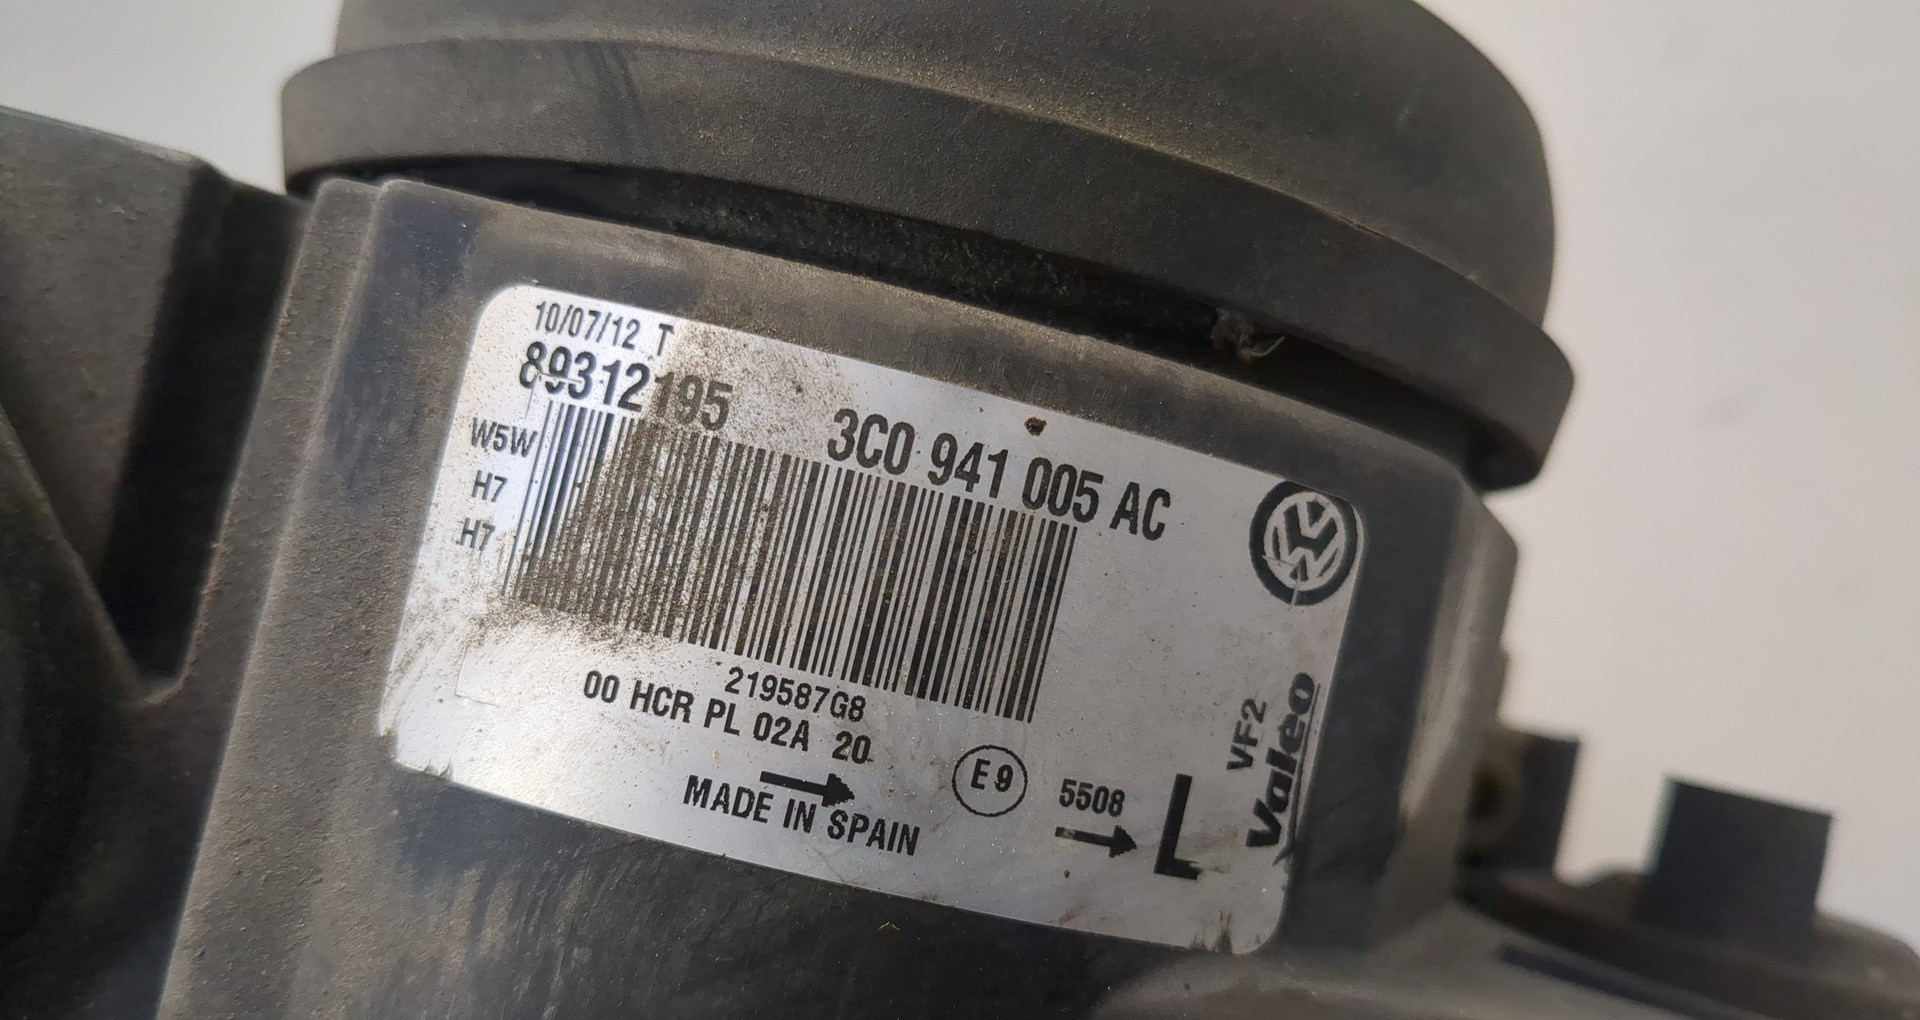 10/07/12 T
89312195
3C0 941 005 AC
W5W
H7
H7
219587G8
00 HCR PL 02A 20
MADE IN SPAIN
E9
5508
L
VF2
Valeo